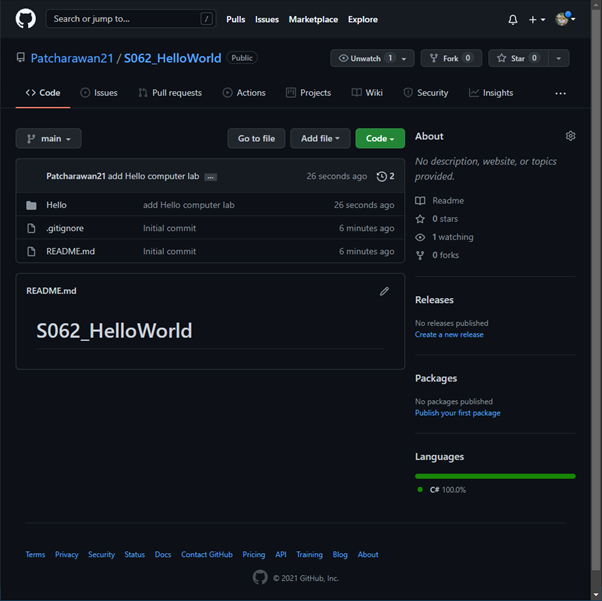 Search or jump to... / Pulls Issues Marketplace Explore
Patcharawan21 / S062_HelloWorld Public Unwatch 1 Fork 0 Star 0
Code Issues Pull requests Actions Projects Wiki Security Insights ...
main Go to file Add file Code
Patcharawan21 add Hello computer lab ... 26 seconds ago 2
Hello add Hello computer lab 26 seconds ago
.gitignore Initial commit 6 minutes ago
README.md Initial commit 6 minutes ago
README.md
S062_HelloWorld
About
No description, website, or topics
provided.
Readme
0 stars
1 watching
0 forks
Releases
No releases published
Create a new release
Packages
No packages published
Publish your first package
Languages
C# 100.0%
Terms Privacy Security Status Docs Contact GitHub Pricing API Training Blog About
© 2021 GitHub, Inc.